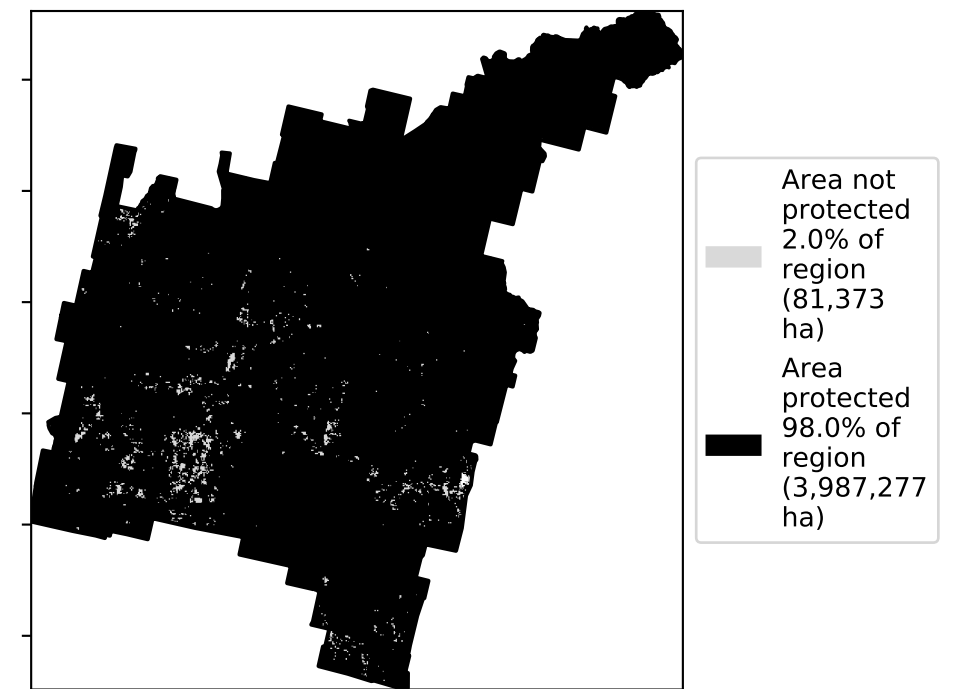 Area not
protected
2.0% of
region
(81,373
ha)
Area
protected
98.0% of
region
(3,987,277
ha)